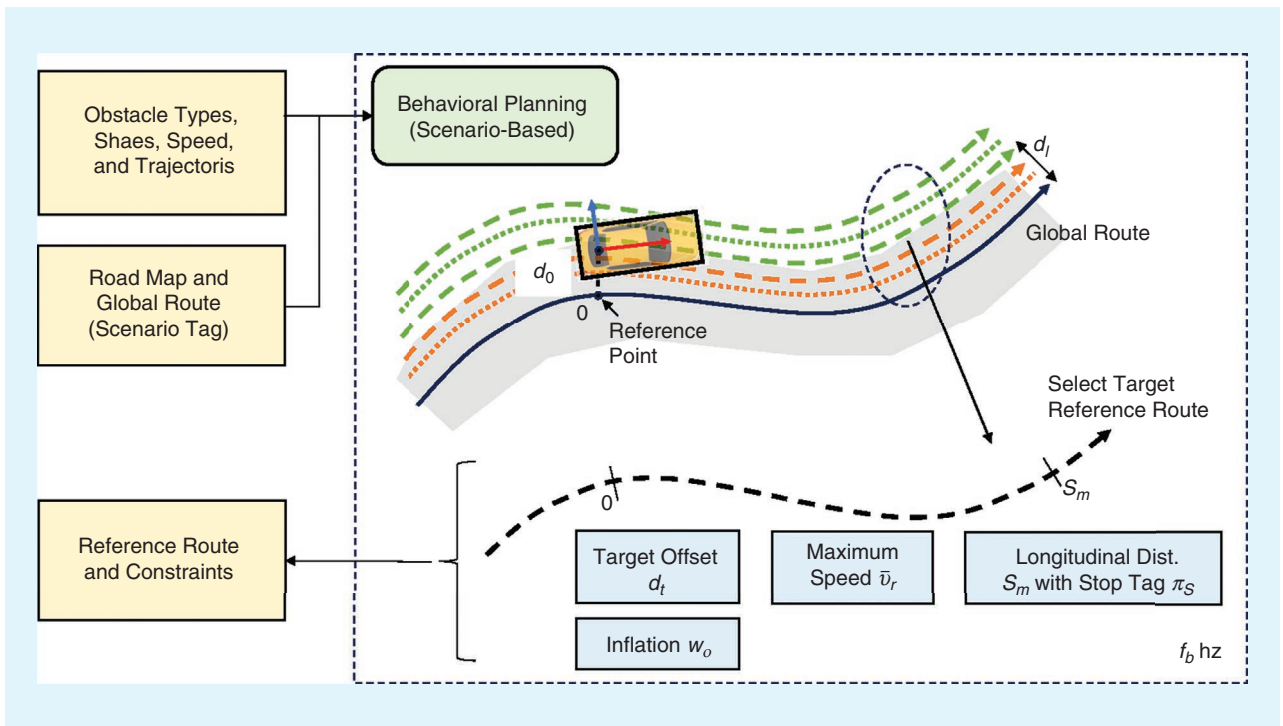 Obstacle Types,
Shaes, Speed,
and Trajectoris
Road Map and
Global Route
(Scenario Tag)
Reference Route
and Constraints
Behavioral Planning
(Scenario-Based)
d_l
Global Route
d_0
0
Reference
Point
Select Target
Reference Route
0
S_m
Target Offset
d_t
Maximum
Speed v̄_r
Longitudinal Dist.
S_m with Stop Tag π_S
Inflation w_o
f_b hz